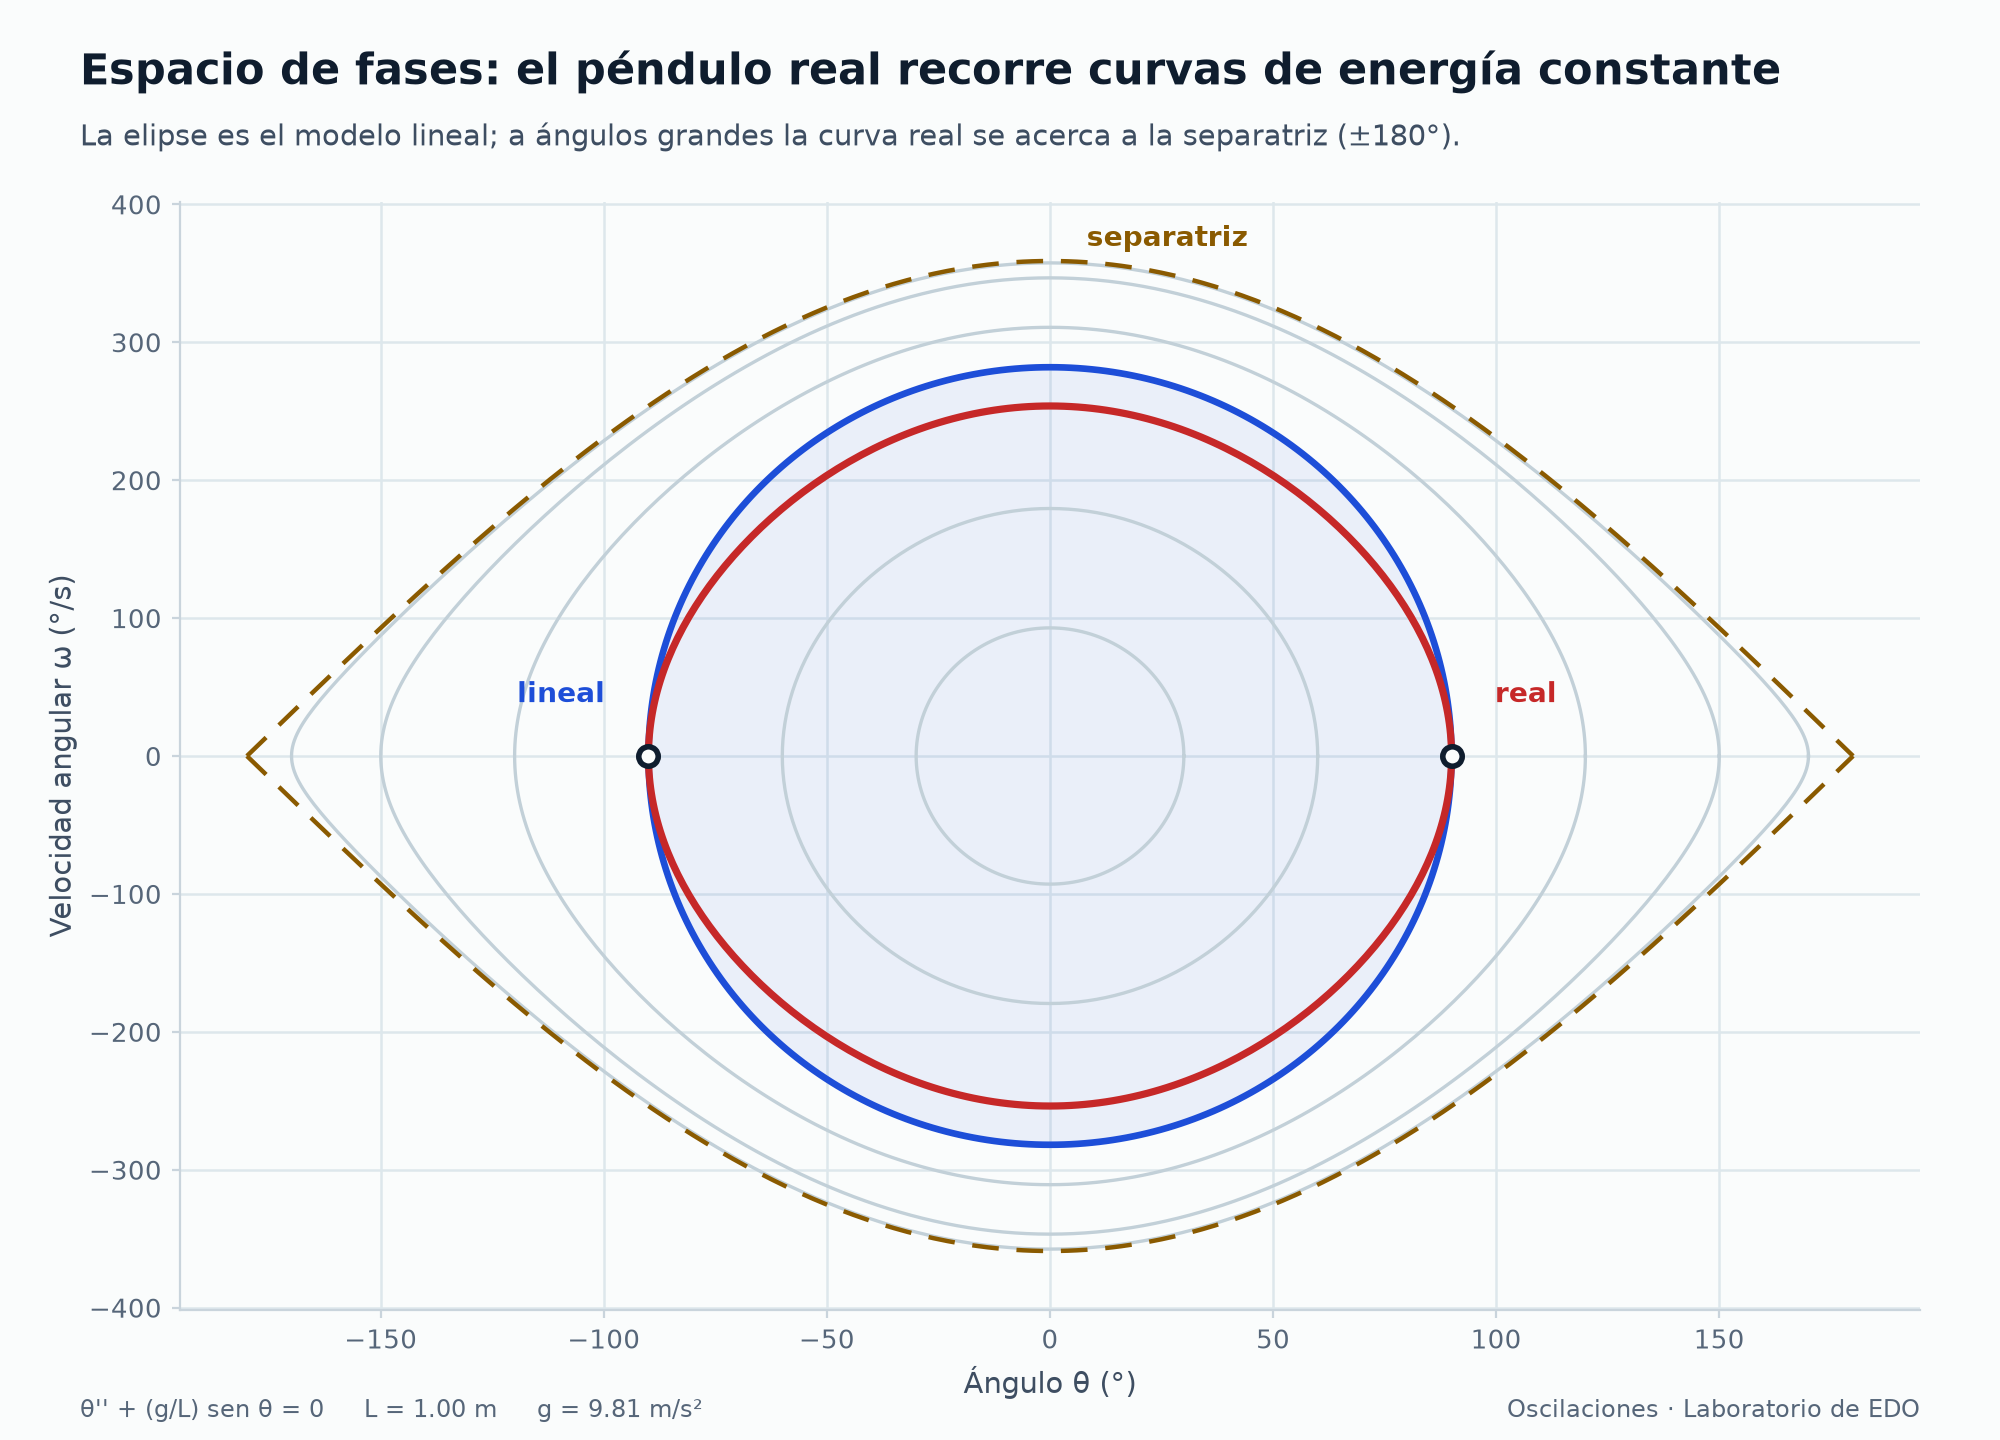 Espacio de fases: el péndulo real recorre curvas de energía constante
La elipse es el modelo lineal; a ángulos grandes la curva real se acerca a la separatriz (±180°).
400
300
200
100
0
−100
−200
−300
−400
Velocidad angular ω (°/s)
separatriz
lineal
real
−150
−100
−50
0
50
100
150
Ángulo θ (°)
θ'' + (g/L) sen θ = 0 L = 1.00 m g = 9.81 m/s²
Oscilaciones · Laboratorio de EDO